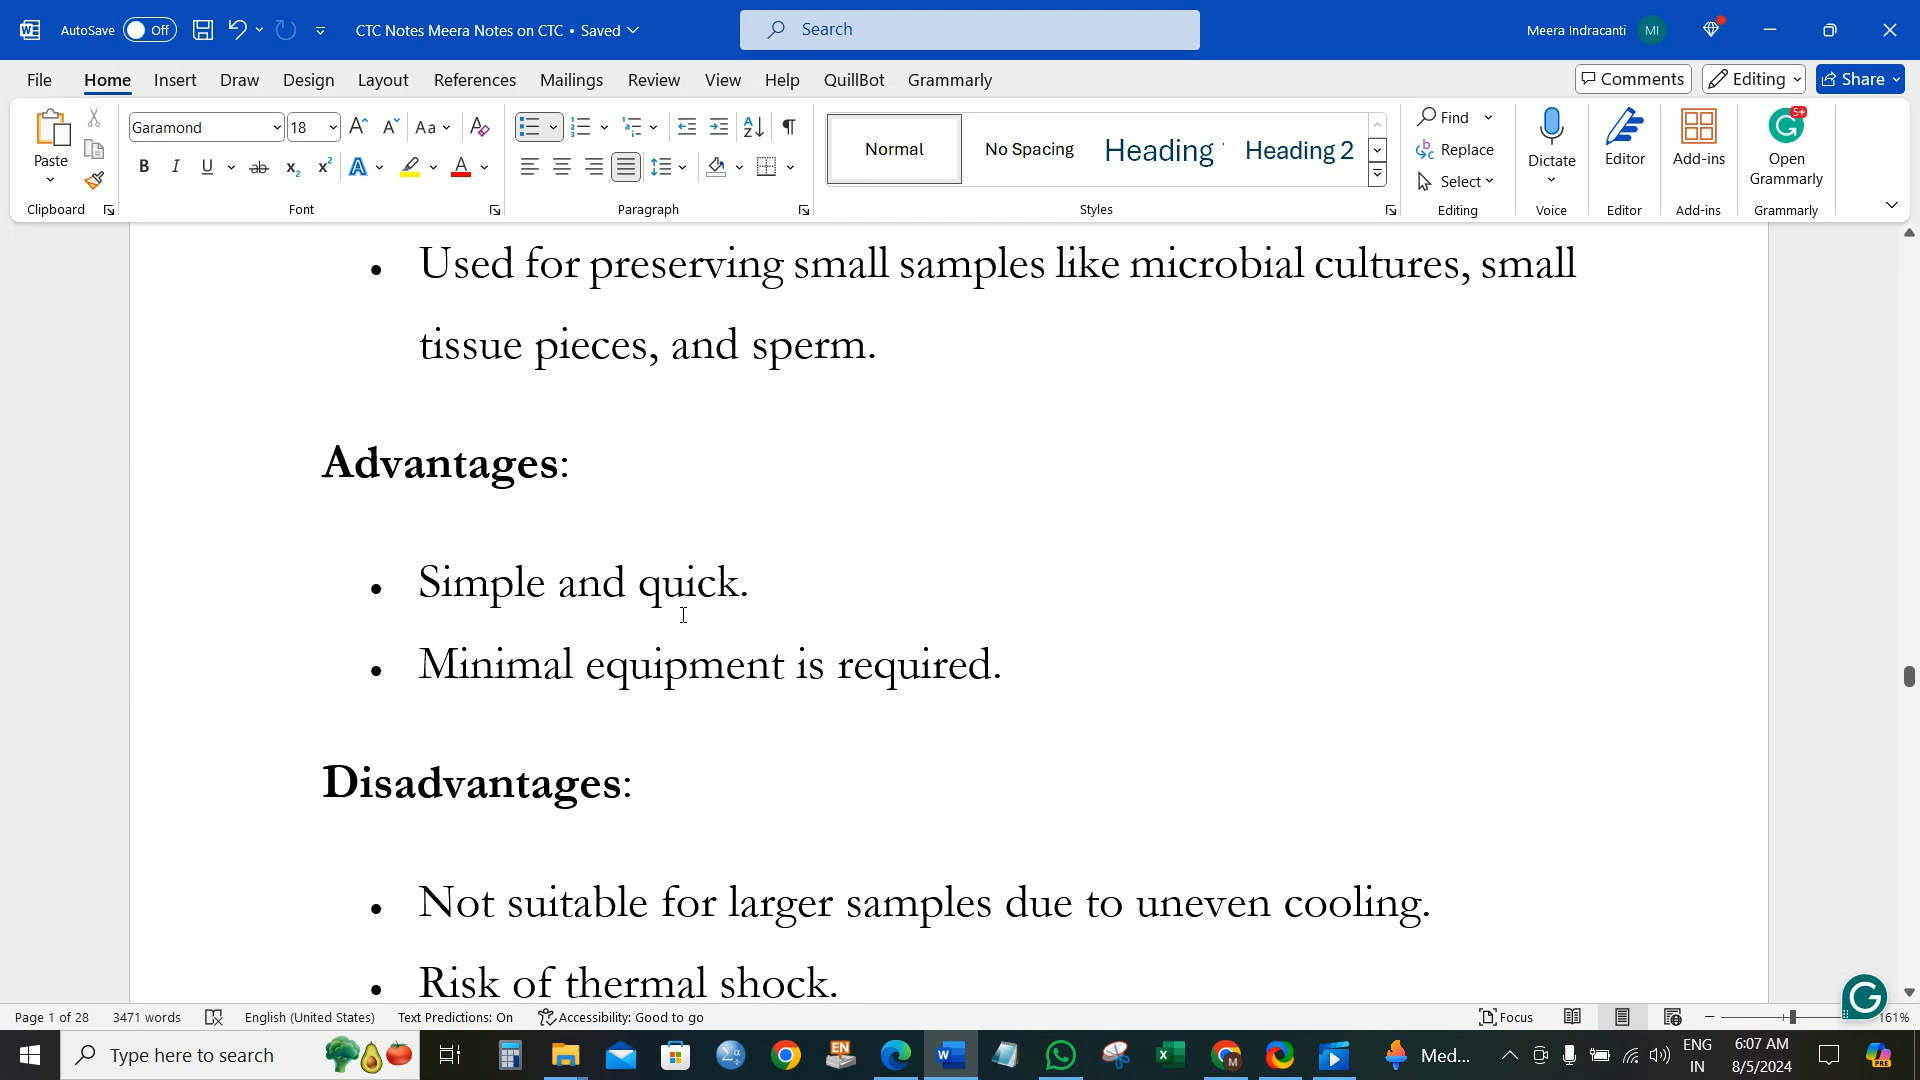 AutoSave Off CTC Notes Meera Notes on CTC • Saved Search Meera Indracanti MI
File Home Insert Draw Design Layout References Mailings Review View Help QuillBot Grammarly Comments Editing Share
Paste
Clipboard
Garamond 18
Font
Paragraph
Normal No Spacing Heading Heading 2
Styles
Find
Replace
Select
Editing
Dictate
Voice
Editor
Editor
Add-ins
Add-ins
5+
Open
Grammarly
Grammarly
• Used for preserving small samples like microbial cultures, small
tissue pieces, and sperm.
Advantages:
• Simple and quick.
• Minimal equipment is required.
Disadvantages:
• Not suitable for larger samples due to uneven cooling.
• Risk of thermal shock.
Page 1 of 28 3471 words English (United States) Text Predictions: On Accessibility: Good to go Focus 161%
Type here to search Med... ENG
IN
6:07 AM
8/5/2024